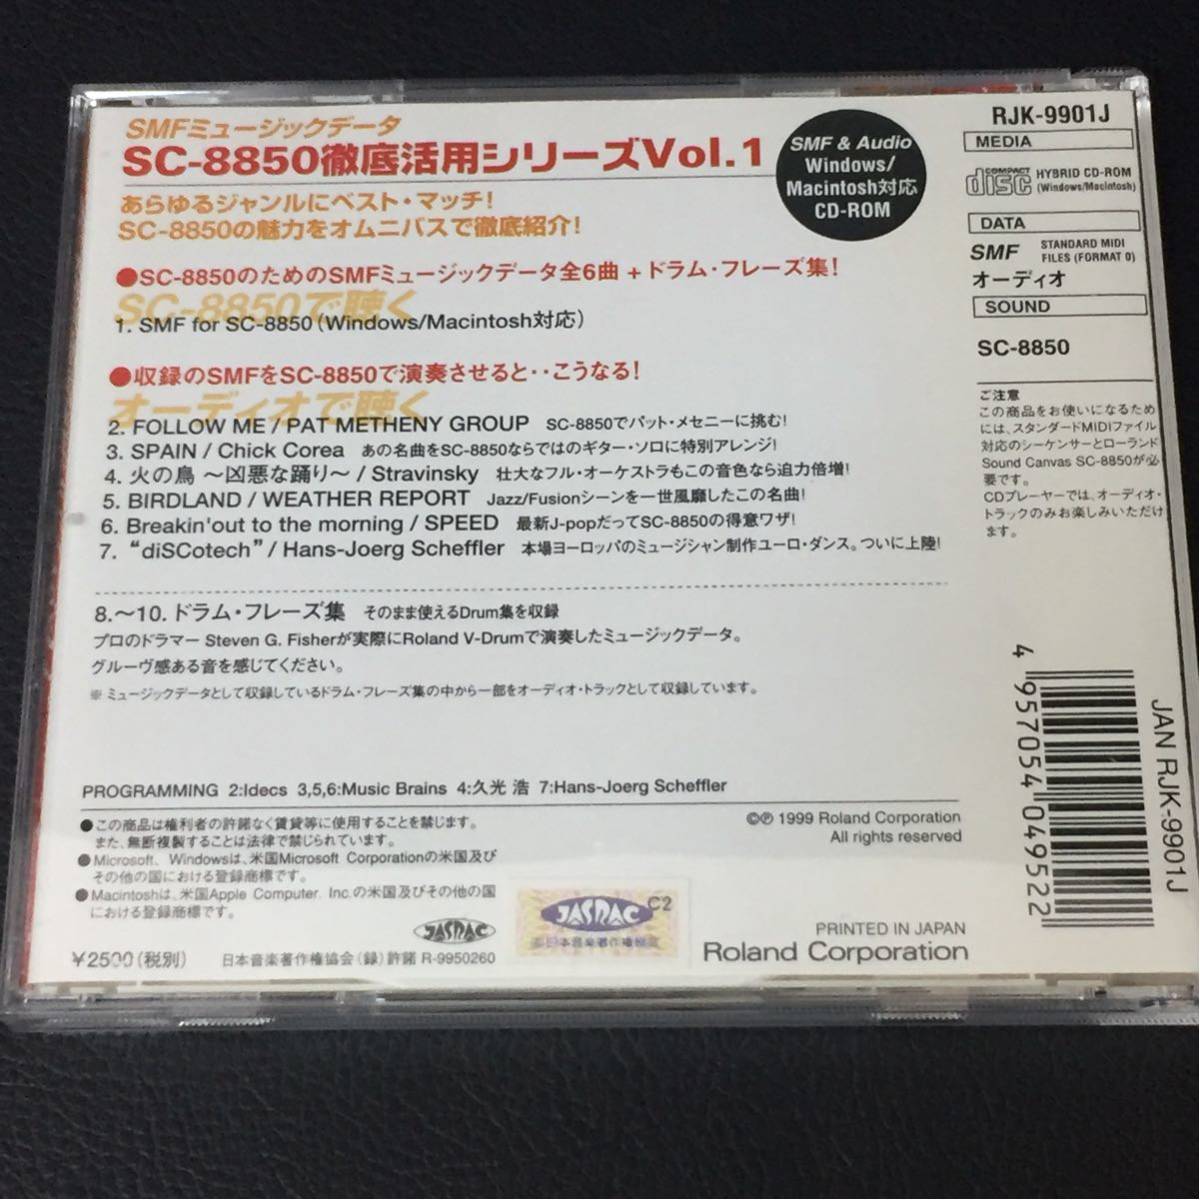 SMFミュージックデータ
SC-8850徹底活用シリーズVol.1
あらゆるジャンルにベスト・マッチ!
SC-8850の魅力をオムニバスで徹底紹介!
SMF & Audio
Windows/
Macintosh対応
CD-ROM
●SC-8850のためのSMFミュージックデータ全6曲 + ドラム・フレーズ集!
SC-8850で聴く
1. SMF for SC-8850(Windows/Macintosh対応)
●収録のSMFをSC-8850で演奏させると‥こうなる!
オーディオで聴く
2. FOLLOW ME / PAT METHENY GROUP SC-8850でパット・メセニーに挑む!
3. SPAIN / Chick Corea あの名曲をSC-8850ならではのギター・ソロに特別アレンジ!
4. 火の鳥 〜凶悪な踊り〜 / Stravinsky 壮大なフル・オーケストラもこの音色なら迫力倍増!
5. BIRDLAND / WEATHER REPORT Jazz/Fusionシーンを一世風靡したこの名曲!
6. Breakin'out to the morning / SPEED 最新J-popだってSC-8850の得意ワザ!
7. “diSCotech” / Hans-Joerg Scheffler 本場ヨーロッパのミュージシャン制作ユーロ・ダンス。ついに上陸!
8.〜10. ドラム・フレーズ集 そのまま使えるDrum集を収録
プロのドラマー Steven G. Fisherが実際にRoland V-Drumで演奏したミュージックデータ。
グルーヴ感ある音を感じてください。
※ ミュージックデータとして収録しているドラム・フレーズ集の中から一部をオーディオ・トラックとして収録しています。
PROGRAMMING 2:Idecs 3,5,6:Music Brains 4:久光 浩 7:Hans-Joerg Scheffler
●この商品は権利者の許諾なく賃貸等に使用することを禁じます。
また、無断複製することは法律で禁じられています。
●Microsoft、Windowsは、米国Microsoft Corporationの米国及び
その他の国における登録商標です。
●Macintoshは、米国Apple Computer, Inc.の米国及びその他の国
における登録商標です。
¥2500(税別)
JASRAC
日本音楽著作権協会(録)許諾 R-9950260
JASRAC C2
©℗ 1999 Roland Corporation
All rights reserved
PRINTED IN JAPAN
Roland Corporation
RJK-9901J
MEDIA
COMPACT disc
HYBRID CD-ROM
(Windows/Macintosh)
DATA
SMF STANDARD MIDI
FILES (FORMAT 0)
オーディオ
SOUND
SC-8850
ご注意
この商品をお使いになるため
には、スタンダードMIDIファイル
対応のシーケンサーとローランド
Sound Canvas SC-8850が必
要です。
CDプレーヤーでは、オーディオ・
トラックのみお楽しみいただけ
ます。
4 957054 049522
JAN RJK-9901J